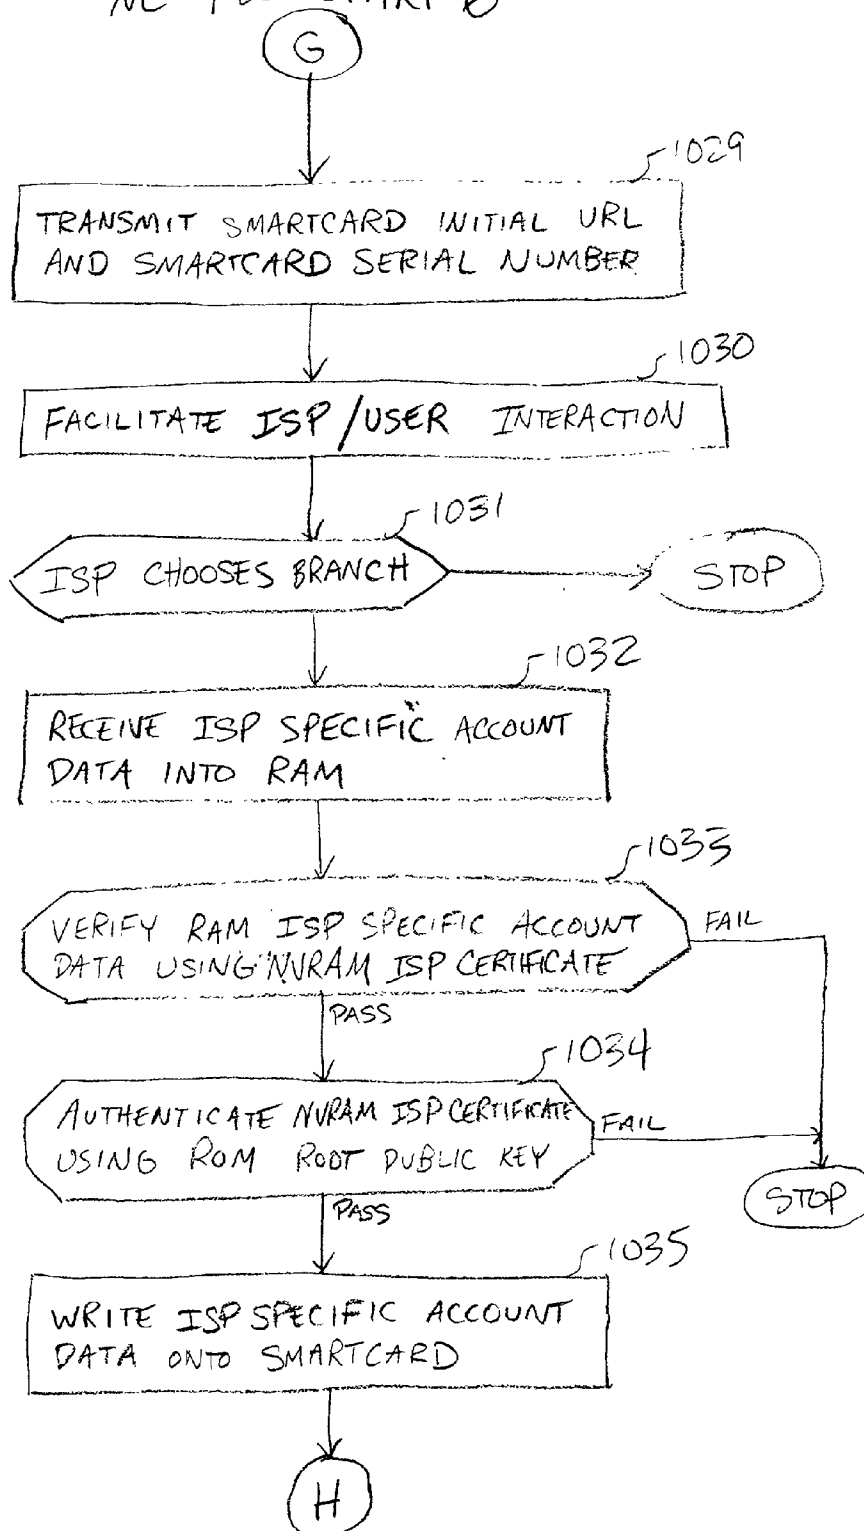 G
1029
TRANSMIT SMARTCARD INITIAL URL
AND SMARTCARD SERIAL NUMBER
1030
FACILITATE ISP/USER INTERACTION
1031
ISP CHOOSES BRANCH
STOP
1032
RECEIVE ISP SPECIFIC ACCOUNT
DATA INTO RAM
1033
VERIFY RAM ISP SPECIFIC ACCOUNT
DATA USING NVRAM ISP CERTIFICATE
FAIL
PASS
1034
AUTHENTICATE NVRAM ISP CERTIFICATE
USING ROM ROOT PUBLIC KEY
FAIL
STOP
PASS
1035
WRITE ISP SPECIFIC ACCOUNT
DATA ONTO SMARTCARD
H